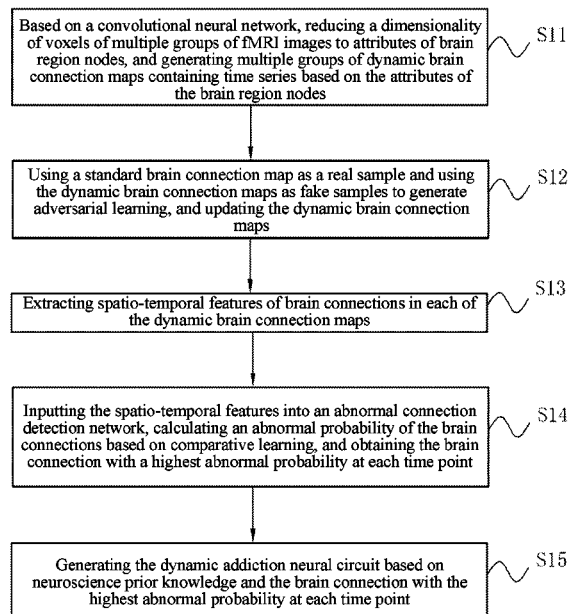 Based on a convolutional neural network, reducing a dimensionality
of voxels of multiple groups of fMRI images to attributes of brain
region nodes, and generating multiple groups of dynamic brain
connection maps containing time series based on the attributes of
the brain region nodes
S11
Using a standard brain connection map as a real sample and using
the dynamic brain connection maps as fake samples to generate
adversarial learning, and updating the dynamic brain connection
maps
S12
Extracting spatio-temporal features of brain connections in each of
the dynamic brain connection maps
S13
Inputting the spatio-temporal features into an abnormal connection
detection network, calculating an abnormal probability of the brain
connections based on comparative learning, and obtaining the brain
connection with a highest abnormal probability at each time point
S14
Generating the dynamic addiction neural circuit based on
neuroscience prior knowledge and the brain connection with the
highest abnormal probability at each time point
S15